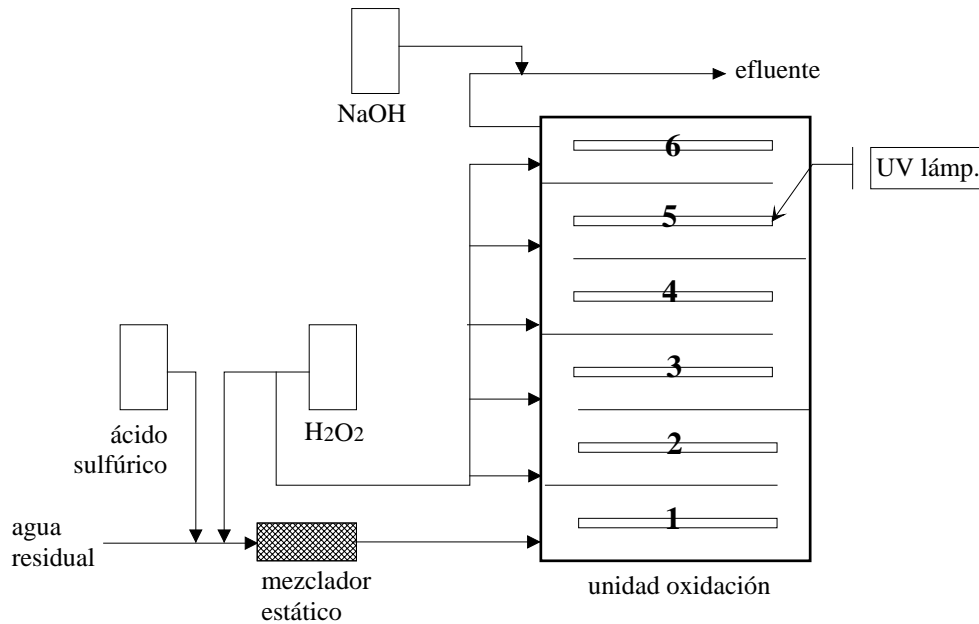 NaOH
efluente
6
UV lámp.
5
4
3
ácido
sulfúrico
H2O2
2
1
agua
residual
mezclador
estático
unidad oxidación